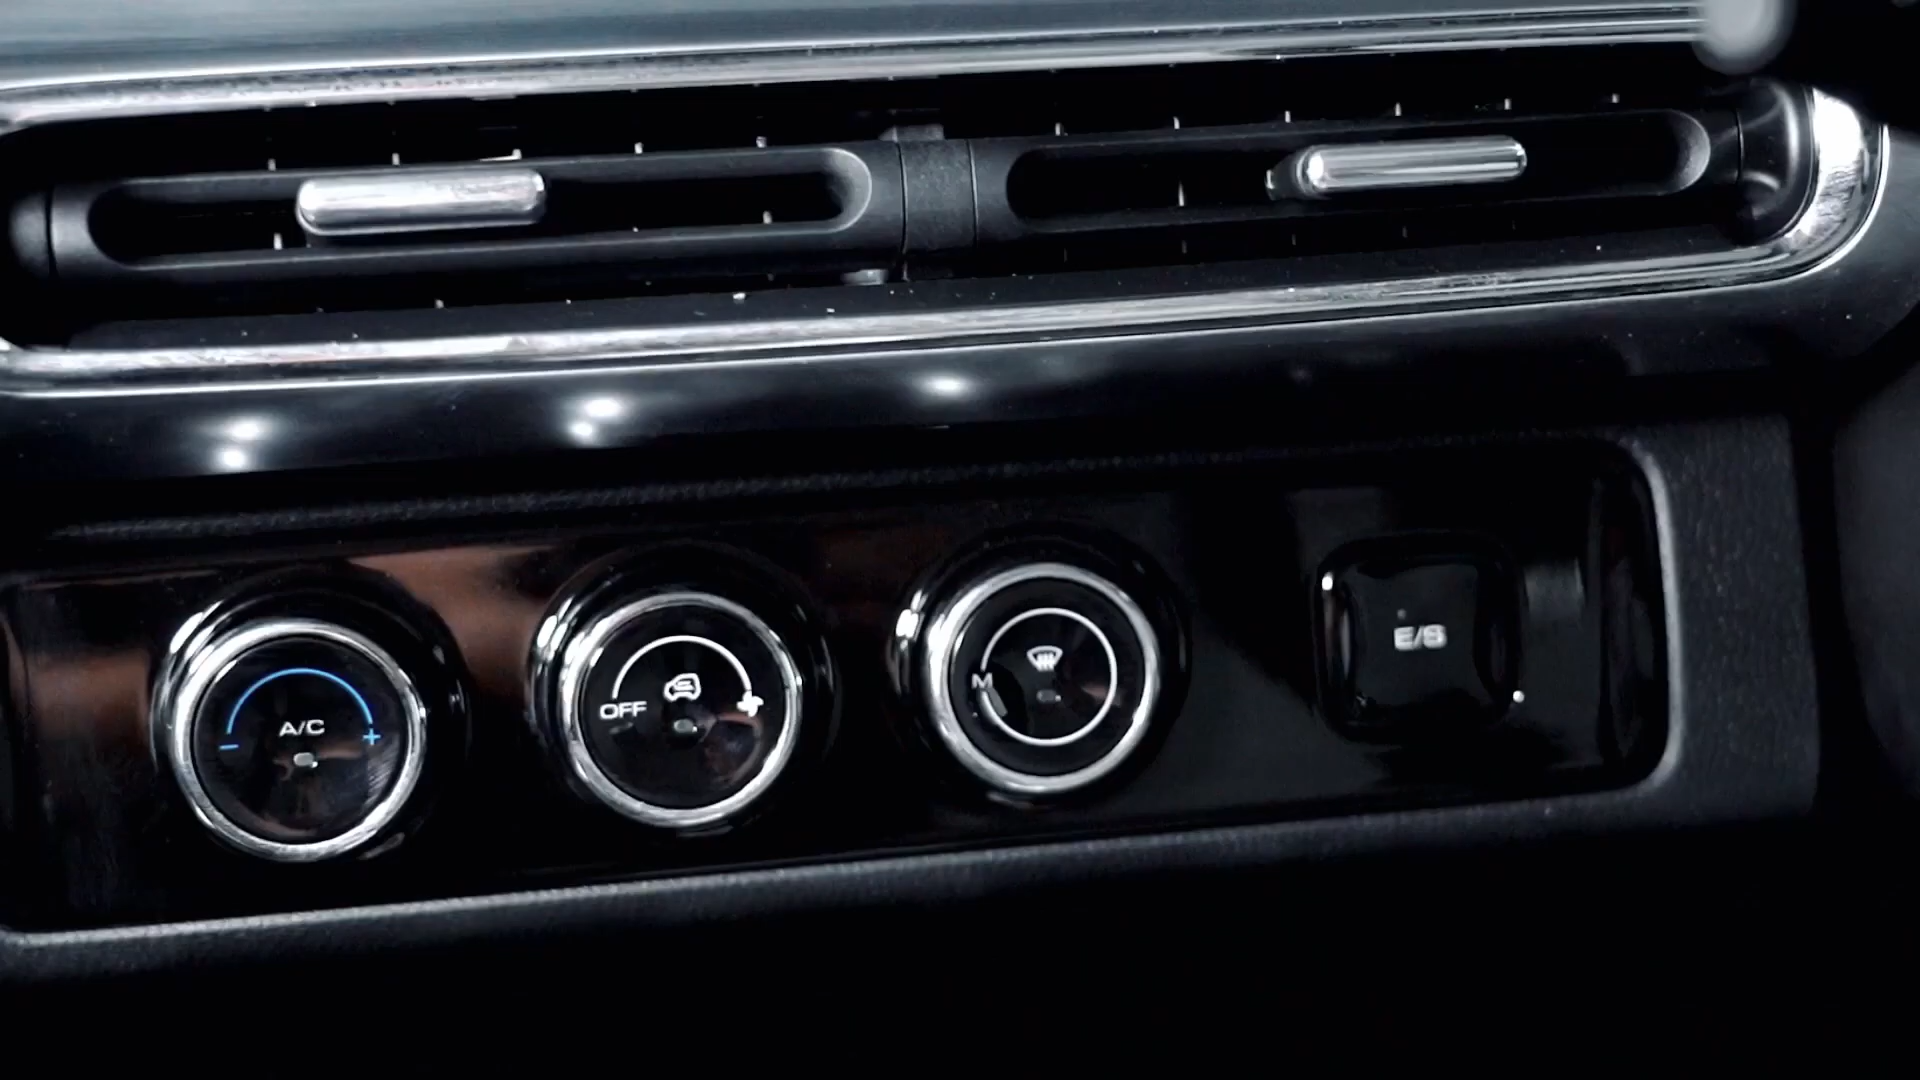 A/C
- +
OFF +
M
E/S